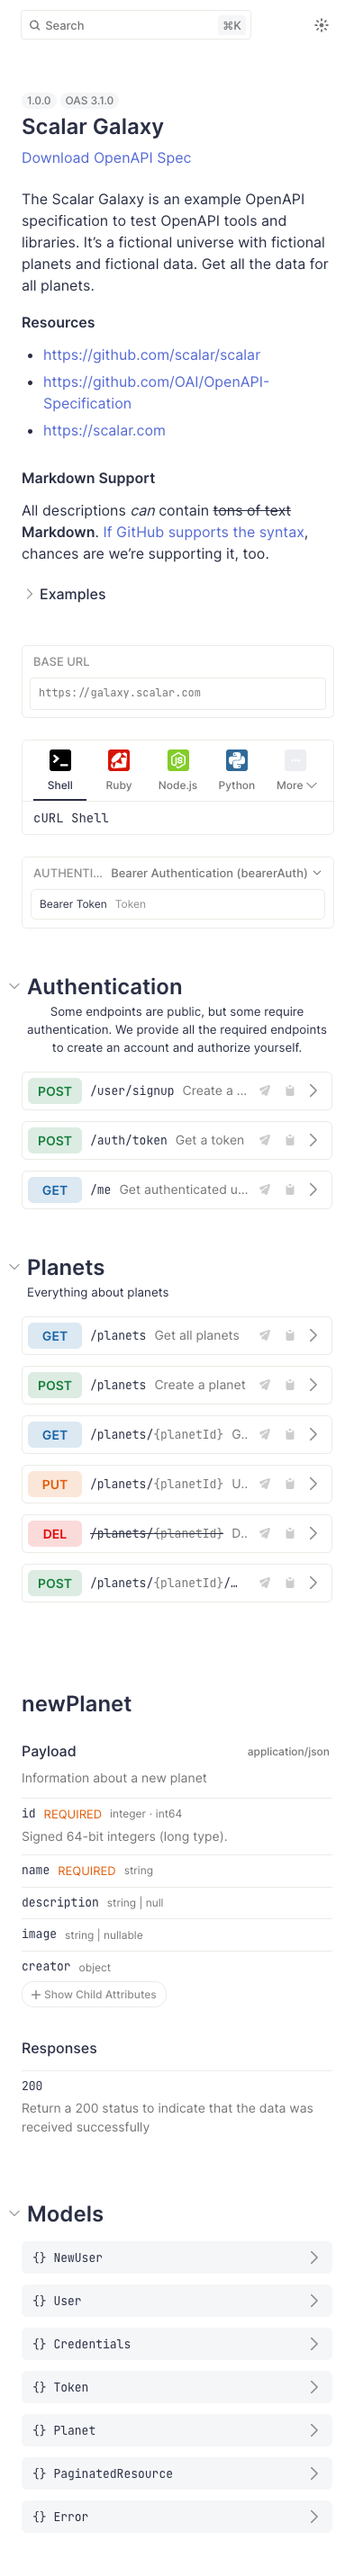 Search ⌘K
1.0.0 OAS 3.1.0
Scalar Galaxy
Download OpenAPI Spec
The Scalar Galaxy is an example OpenAPI
specification to test OpenAPI tools and
libraries. It’s a fictional universe with fictional
planets and fictional data. Get all the data for
all planets.
Resources
https://github.com/scalar/scalar
https://github.com/OAI/OpenAPI-
Specification
https://scalar.com
Markdown Support
All descriptions can contain tons of text
Markdown. If GitHub supports the syntax,
chances are we’re supporting it, too.
Examples
BASE URL
https://galaxy.scalar.com
Shell Ruby Node.js Python More
cURL Shell
AUTHENTI... Bearer Authentication (bearerAuth)
Bearer Token Token
Authentication
Some endpoints are public, but some require
authentication. We provide all the required endpoints
to create an account and authorize yourself.
POST /user/signup Create a ...
POST /auth/token Get a token
GET /me Get authenticated u...
Planets
Everything about planets
GET /planets Get all planets
POST /planets Create a planet
GET /planets/{planetId} G...
PUT /planets/{planetId} U...
DEL /planets/{planetId} D...
POST /planets/{planetId}/...
newPlanet
Payload application/json
Information about a new planet
id REQUIRED integer · int64
Signed 64-bit integers (long type).
name REQUIRED string
description string | null
image string | nullable
creator object
+ Show Child Attributes
Responses
200
Return a 200 status to indicate that the data was
received successfully
Models
{} NewUser
{} User
{} Credentials
{} Token
{} Planet
{} PaginatedResource
{} Error